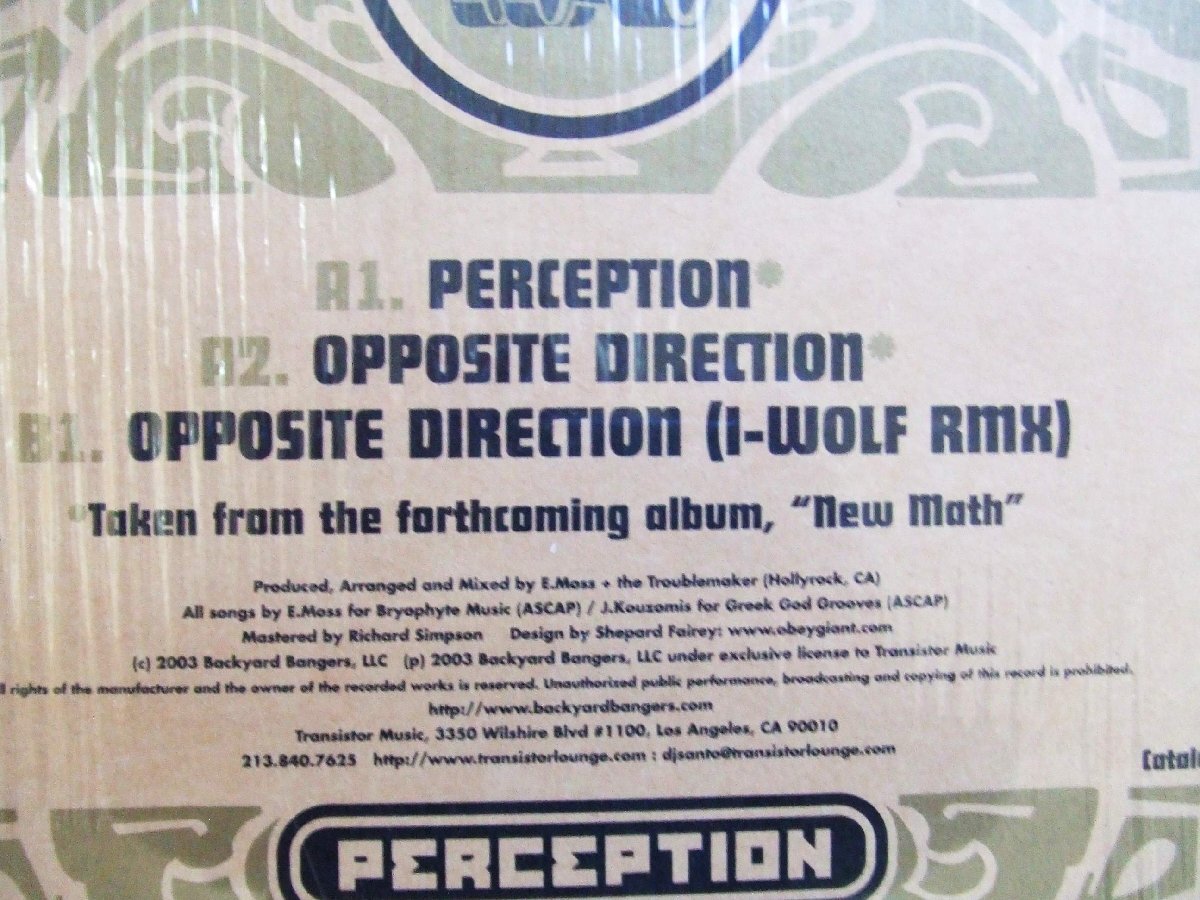 A1. PERCEPTION*
A2. OPPOSITE DIRECTION*
B1. OPPOSITE DIRECTION (I-WOLF RMX)
*Taken from the forthcoming album, “New Math”
Produced, Arranged and Mixed by E.Moss + the Troublemaker (Hollyrock, CA)
All songs by E.Moss for Bryophyte Music (ASCAP) / J.Kouzomis for Greek God Grooves (ASCAP)
Mastered by Richard Simpson Design by Shepard Fairey: www.obeygiant.com
(c) 2003 Backyard Bangers, LLC (p) 2003 Backyard Bangers, LLC under exclusive license to Transistor Music
rights of the manufacturer and the owner of the recorded works is reserved. Unauthorized public performance, broadcasting and copying of this record is prohibited.
http://www.backyardbangers.com
Transistor Music, 3350 Wilshire Blvd #1100, Los Angeles, CA 90010
213.840.7625 http://www.transistorlounge.com : djsanto@transistorlounge.com
PERCEPTION